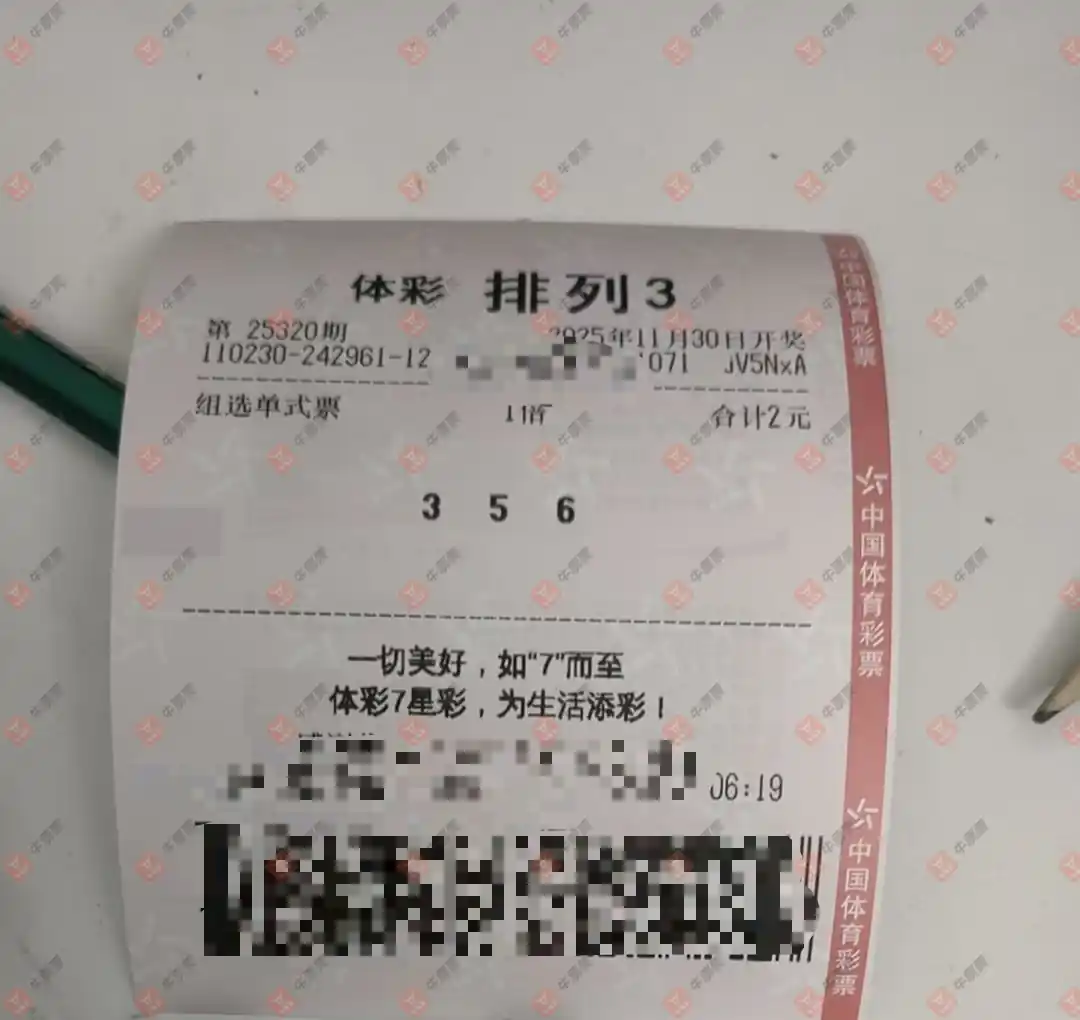 体彩 排列3
第 25320期 2025年11月30日开奖
110230-242961-12 071 JV5NxA
组选单式票 1倍 合计2元
3 5 6
一切美好，如“7”而至
体彩7星彩，为生活添彩！
06:19
中国体育彩票
中国体育彩票
中国体育彩票
牛票票